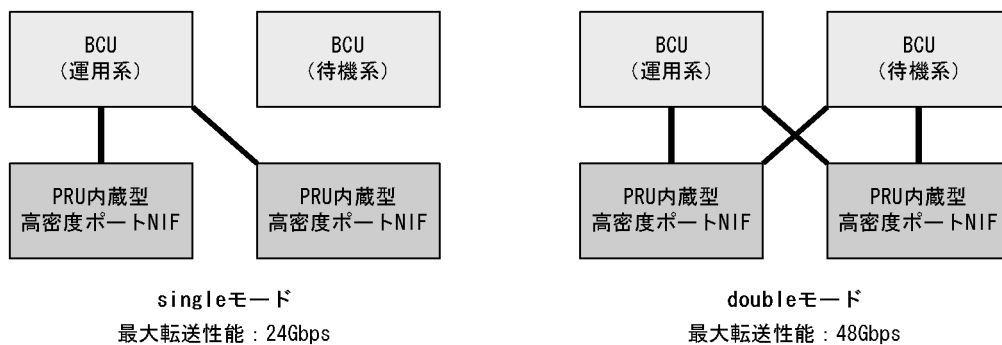 BCU
(運用系)
BCU
(待機系)
PRU内蔵型
高密度ポートNIF
PRU内蔵型
高密度ポートNIF
singleモード
最大転送性能：24Gbps
BCU
(運用系)
BCU
(待機系)
PRU内蔵型
高密度ポートNIF
PRU内蔵型
高密度ポートNIF
doubleモード
最大転送性能：48Gbps